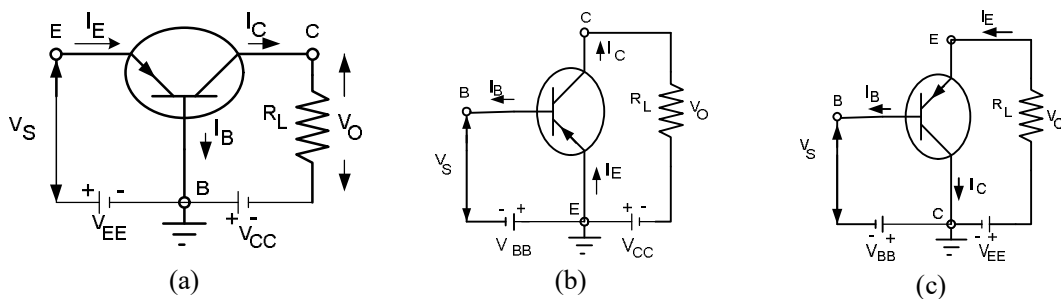 E I_E I_C C
V_S I_B R_L V_O
+ - B + -
V_EE V_CC
(a)
C
I_C
B I_B R_L V_O
V_S
I_E
- + E + -
V_BB V_CC
(b)
I_E
E
B I_B R_L V_O
V_S
I_C
- + C - +
V_BB V_EE
(c)